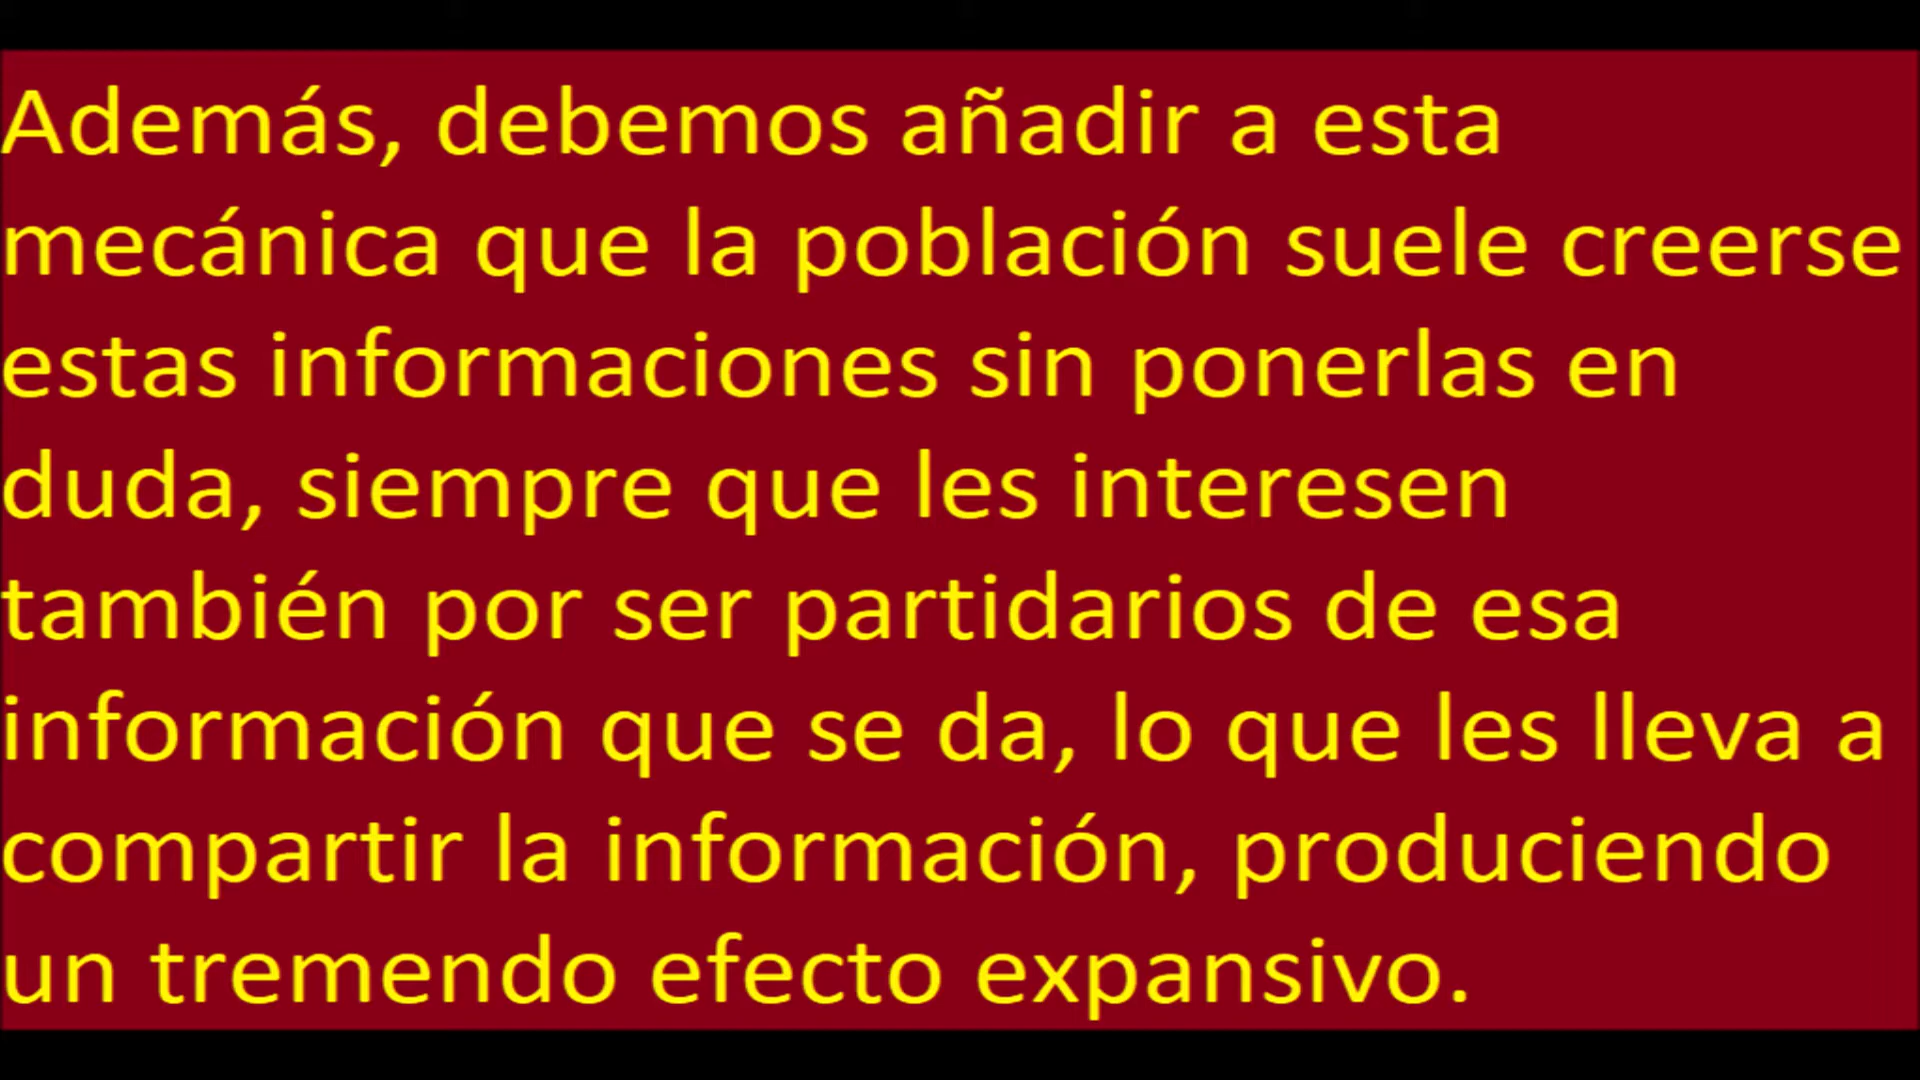 Además, debemos añadir a esta
mecánica que la población suele creerse
estas informaciones sin ponerlas en
duda, siempre que les interesen
también por ser partidarios de esa
información que se da, lo que les lleva a
compartir la información, produciendo
un tremendo efecto expansivo.